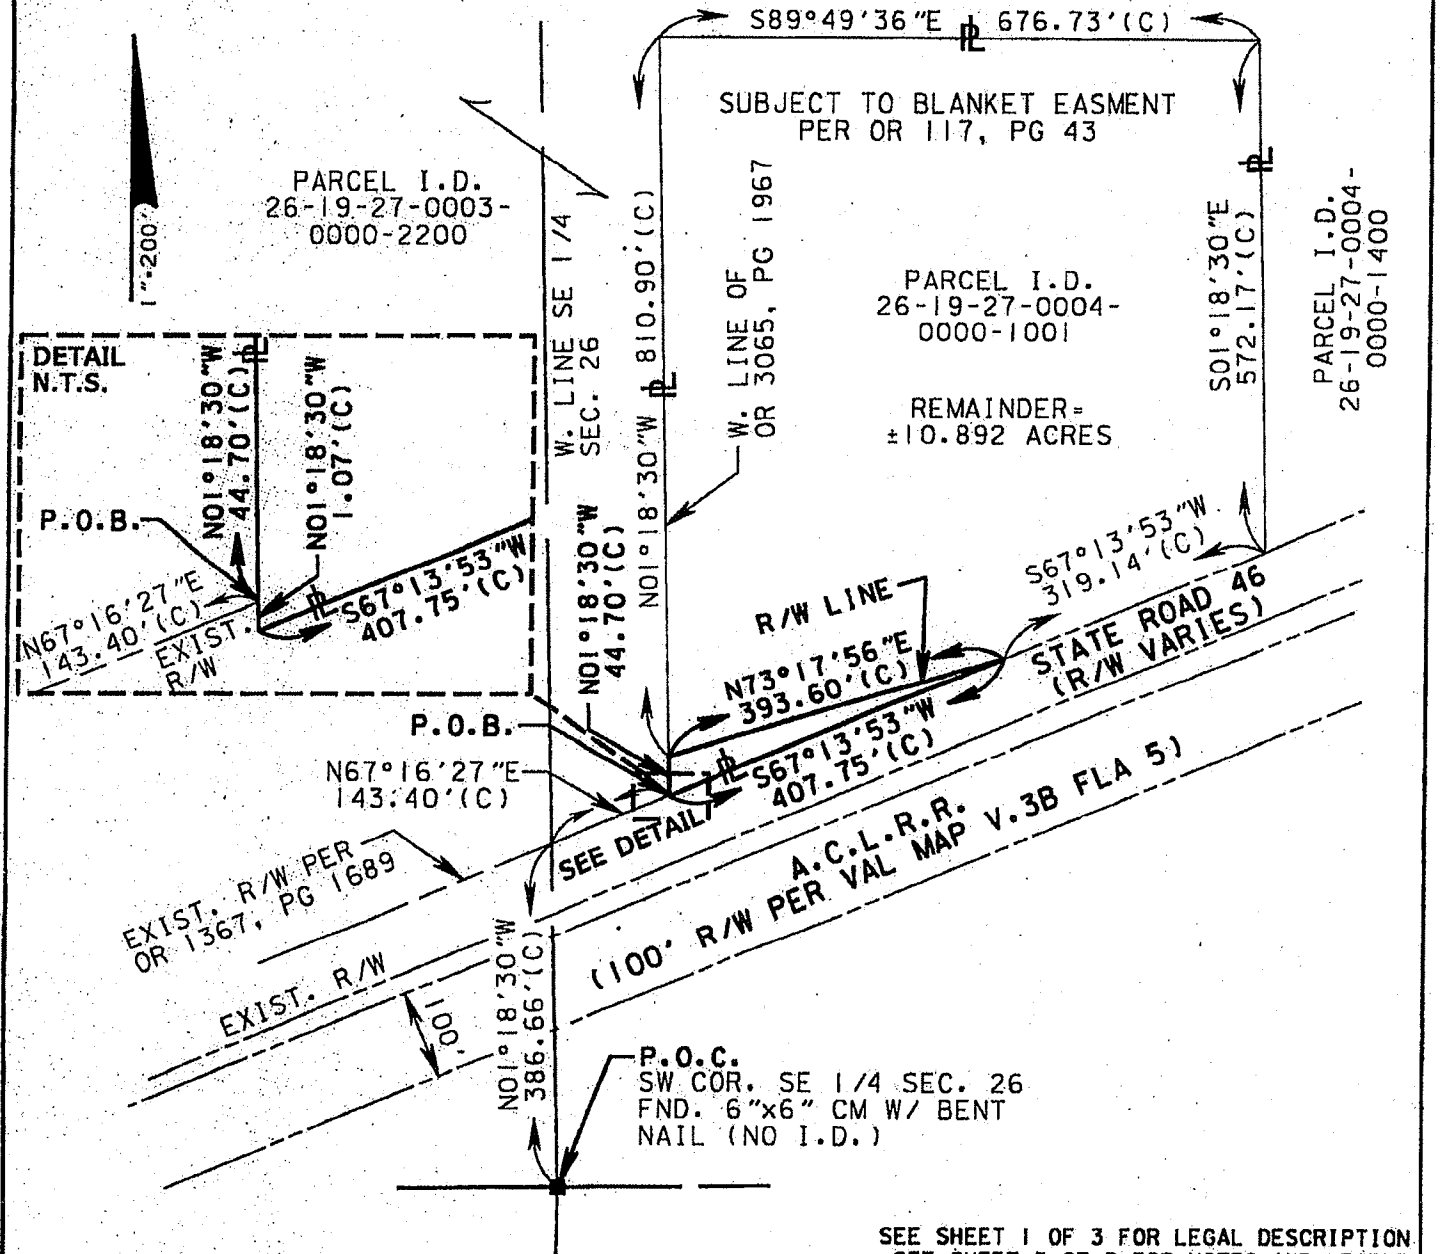 S89°49'36"E PL 676.73'(C)
SUBJECT TO BLANKET EASMENT
PER OR 117, PG 43
PARCEL I.D.
26-19-27-0003-
0000-2200
1"=200'
W. LINE SE 1/4
SEC. 26
N01°18'30"W PL 810.90'(C)
W. LINE OF
OR 3065, PG 1967
PARCEL I.D.
26-19-27-0004-
0000-1001
REMAINDER=
±10.892 ACRES
PL
S01°18'30"E
572.17'(C)
PARCEL I.D.
26-19-27-0004-
0000-1400
DETAIL
N.T.S.
N01°18'30"W
44.70'(C)
PL
N01°18'30"W
1.07'(C)
P.O.B.
N67°16'27"E
143.40'(C)
EXIST.
R/W
PL
S67°13'53"W
407.75'(C)
N01°18'30"W
44.70'(C)
R/W LINE
S67°13'53"W
319.14'(C)
STATE ROAD 46
(R/W VARIES)
N73°17'56"E
393.60'(C)
P.O.B.
PL
S67°13'53"W
407.75'(C)
N67°16'27"E
143.40'(C)
SEE DETAIL
A.C.L.R.R.
(100' R/W PER VAL MAP V.3B FLA 5)
EXIST. R/W PER
OR 1367, PG 1689
EXIST. R/W
100'
N01°18'30"W
386.66'(C)
P.O.C.
SW COR. SE 1/4 SEC. 26
FND. 6"x6" CM W/ BENT
NAIL (NO I.D.)
SEE SHEET 1 OF 3 FOR LEGAL DESCRIPTION